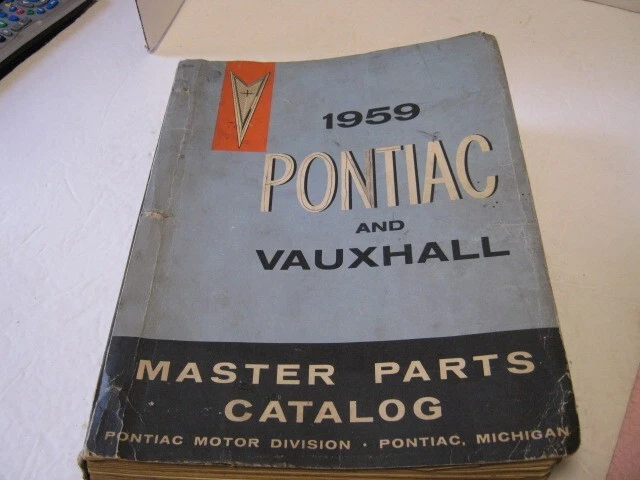 1959
PONTIAC
AND
VAUXHALL
MASTER PARTS
CATALOG
PONTIAC MOTOR DIVISION · PONTIAC, MICHIGAN